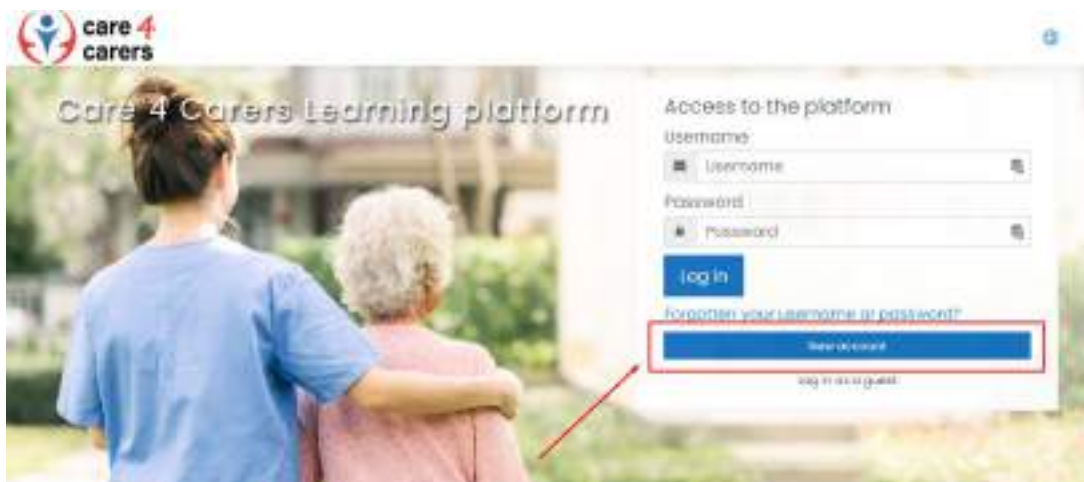 care 4
carers
Care 4 Carers Learning platform
Access to the platform
Username
Username
Password
Password
Log in
Forgotten your username or password?
New account
Log in as a guest